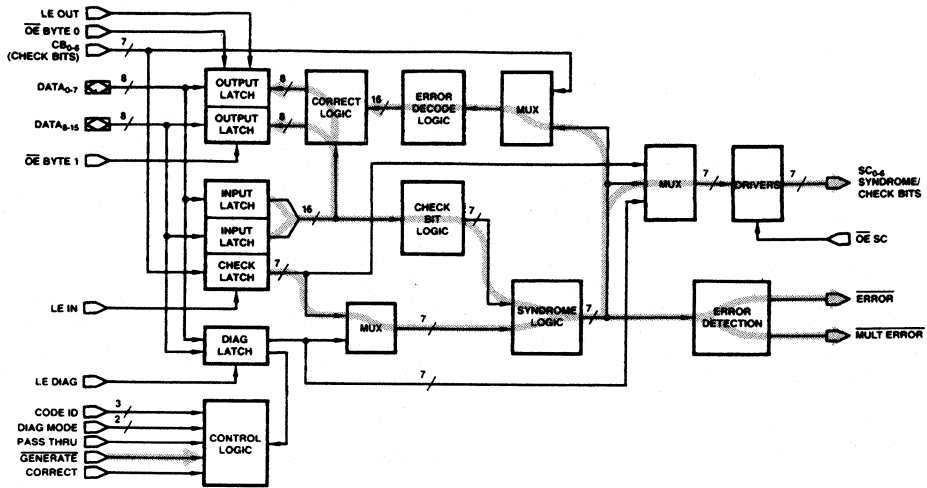 LE OUT
OE BYTE 0
CB0-6
(CHECK BITS)
7
DATA0-7
8
DATA8-15
8
OE BYTE 1
OUTPUT
LATCH
OUTPUT
LATCH
8
8
CORRECT
LOGIC
16
ERROR
DECODE
LOGIC
MUX
INPUT
LATCH
INPUT
LATCH
CHECK
LATCH
16
7
CHECK
BIT
LOGIC
7
MUX
7
DRIVERS
7
SC0-6
SYNDROME/
CHECK BITS
OE SC
LE IN
MUX
7
SYNDROME
LOGIC
7
ERROR
DETECTION
ERROR
MULT ERROR
DIAG
LATCH
7
LE DIAG
CODE ID
3
DIAG MODE
2
PASS THRU
GENERATE
CORRECT
CONTROL
LOGIC